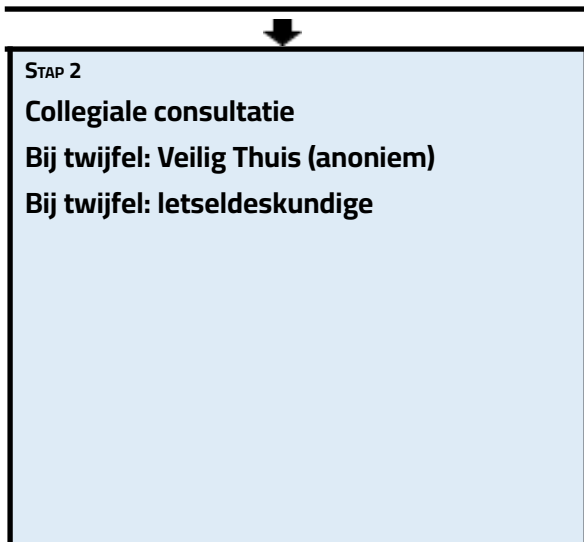 Stap 2
Collegiale consultatie
Bij twijfel: Veilig Thuis (anoniem)
Bij twijfel: letseldeskundige